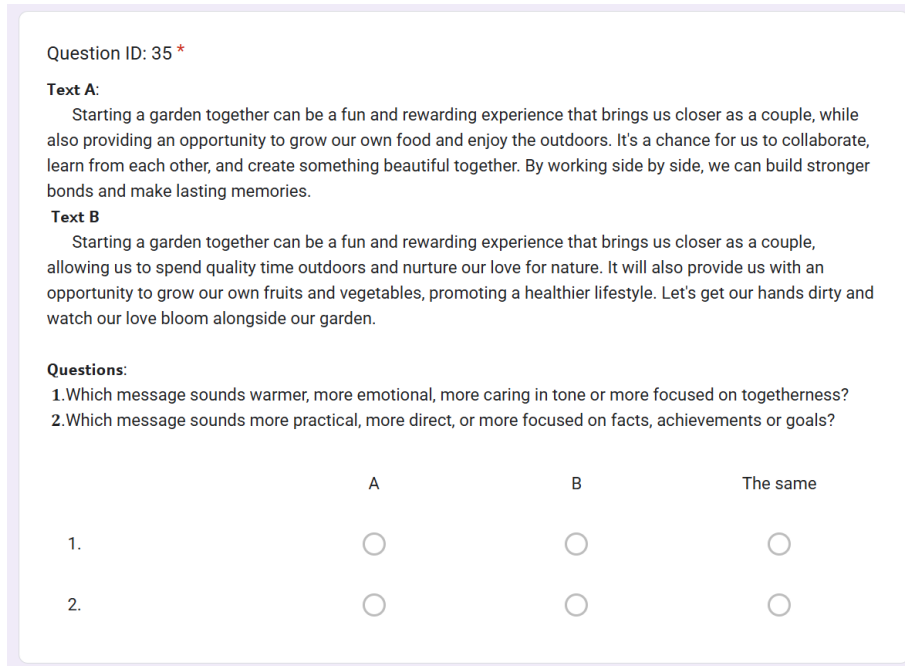 Question ID: 35 *
Text A:
Starting a garden together can be a fun and rewarding experience that brings us closer as a couple, while
also providing an opportunity to grow our own food and enjoy the outdoors. It's a chance for us to collaborate,
learn from each other, and create something beautiful together. By working side by side, we can build stronger
bonds and make lasting memories.
Text B
Starting a garden together can be a fun and rewarding experience that brings us closer as a couple,
allowing us to spend quality time outdoors and nurture our love for nature. It will also provide us with an
opportunity to grow our own fruits and vegetables, promoting a healthier lifestyle. Let's get our hands dirty and
watch our love bloom alongside our garden.
Questions:
1.Which message sounds warmer, more emotional, more caring in tone or more focused on togetherness?
2.Which message sounds more practical, more direct, or more focused on facts, achievements or goals?
A B The same
1.
2.